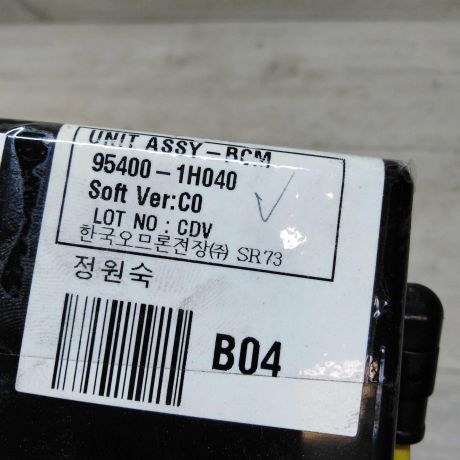 UNIT ASSY-BCM
95400-1H040
Soft Ver:C0
LOT NO : CDV
한국오므론전장(쥬) SR73
정원숙
B04